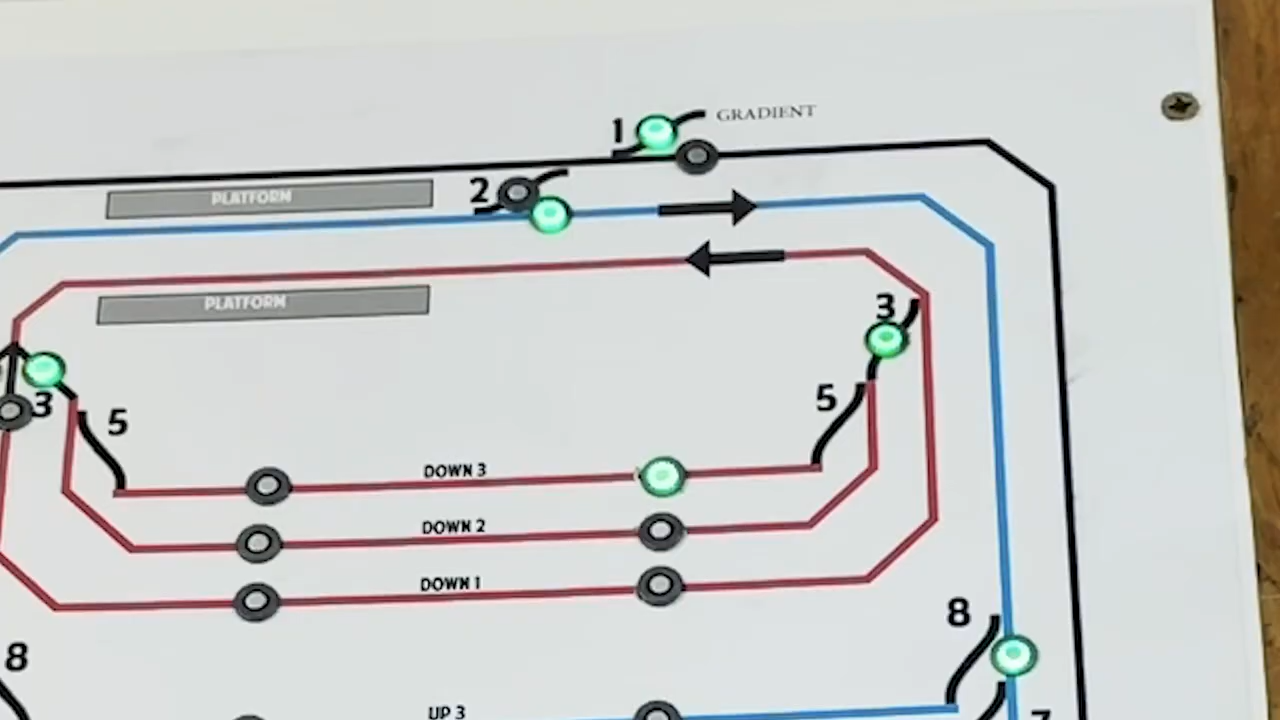 1 GRADIENT
PLATFORM 2
PLATFORM
3
3 5
5
DOWN 3
DOWN 2
DOWN 1
8
8
UP 3 7